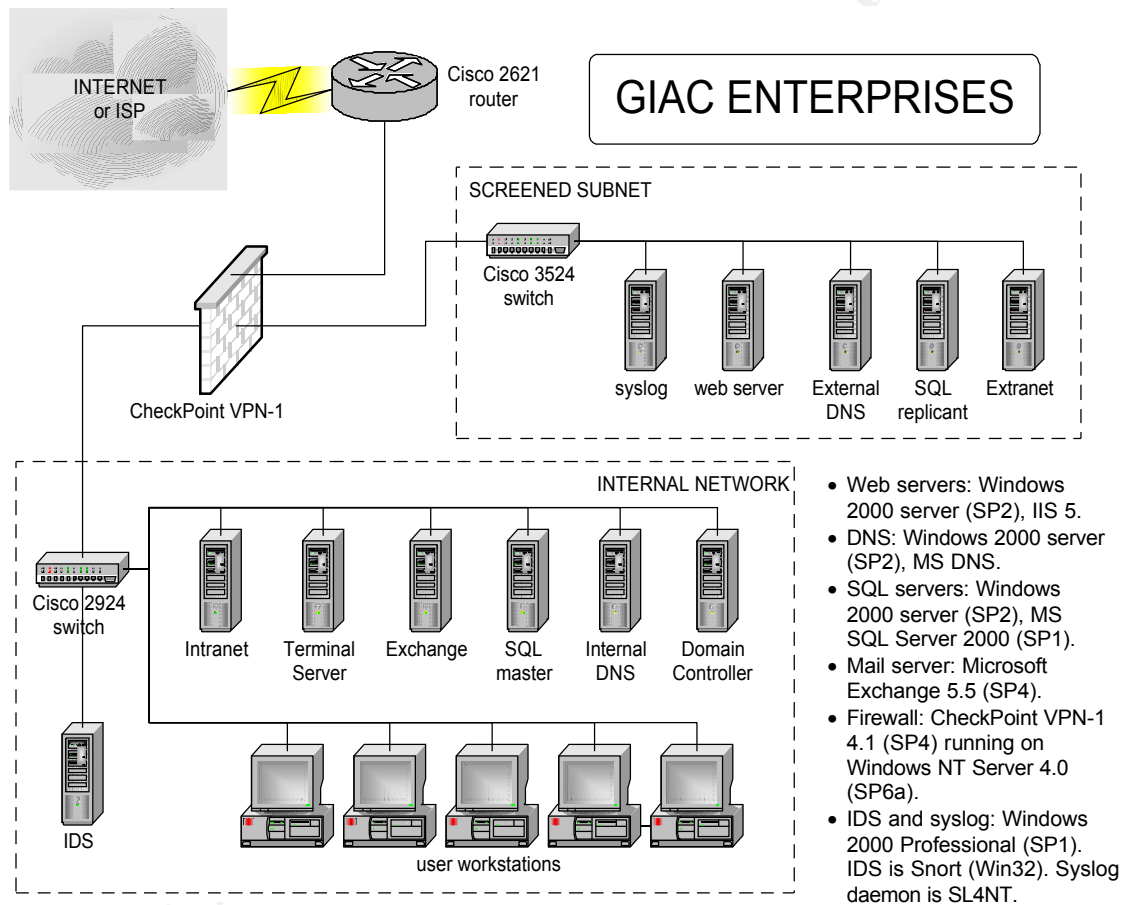 INTERNET
or ISP
Cisco 2621
router
GIAC ENTERPRISES
SCREENED SUBNET
Cisco 3524
switch
syslog
web server
External
DNS
SQL
replicant
Extranet
CheckPoint VPN-1
INTERNAL NETWORK
Cisco 2924
switch
Intranet
Terminal
Server
Exchange
SQL
master
Internal
DNS
Domain
Controller
IDS
user workstations
• Web servers: Windows
2000 server (SP2), IIS 5.
• DNS: Windows 2000 server
(SP2), MS DNS.
• SQL servers: Windows
2000 server (SP2), MS
SQL Server 2000 (SP1).
• Mail server: Microsoft
Exchange 5.5 (SP4).
• Firewall: CheckPoint VPN-1
4.1 (SP4) running on
Windows NT Server 4.0
(SP6a).
• IDS and syslog: Windows
2000 Professional (SP1).
IDS is Snort (Win32). Syslog
daemon is SL4NT.